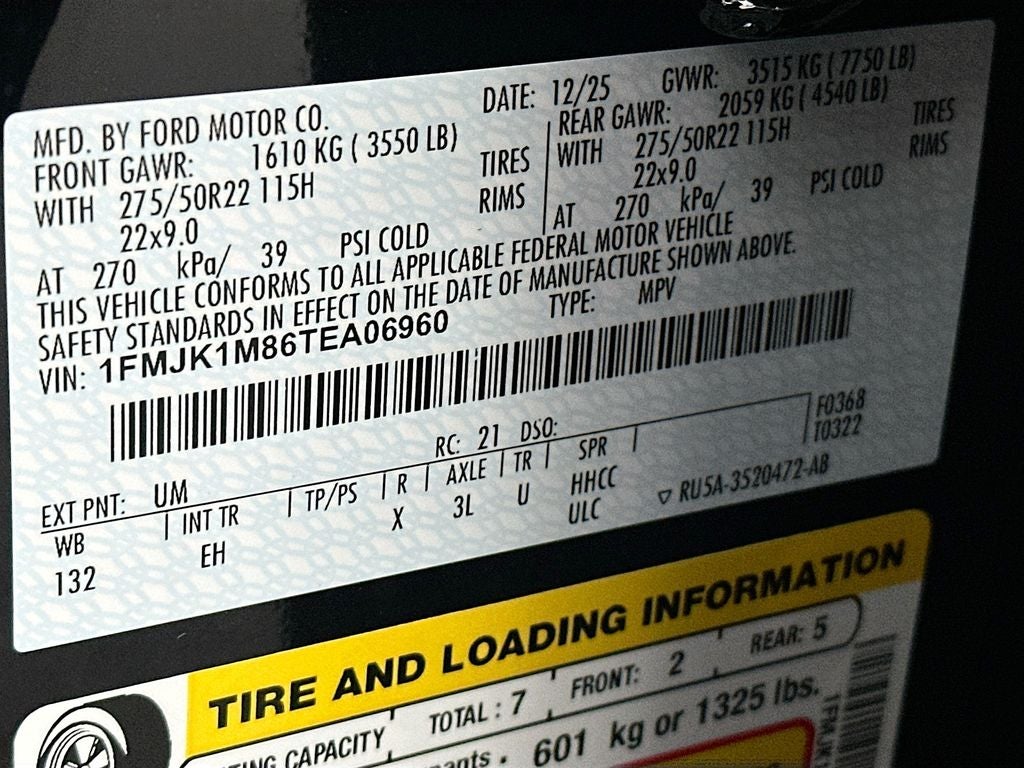 MFD. BY FORD MOTOR CO.
DATE: 12/25 GVWR: 3515 KG ( 7750 LB)
FRONT GAWR: 1610 KG ( 3550 LB)
REAR GAWR: 2059 KG ( 4540 LB)
WITH 275/50R22 115H TIRES
WITH 275/50R22 115H TIRES
22x9.0 RIMS
22x9.0 RIMS
AT 270 kPa/ 39 PSI COLD
AT 270 kPa/ 39 PSI COLD
THIS VEHICLE CONFORMS TO ALL APPLICABLE FEDERAL MOTOR VEHICLE
SAFETY STANDARDS IN EFFECT ON THE DATE OF MANUFACTURE SHOWN ABOVE.
VIN: 1FMJK1M86TEA06960 TYPE: MPV
F0368
T0322
EXT PNT: UM RC: 21 DSO:
WB INT TR TP/PS R AXLE TR SPR
132 EH X 3L U HHCC
ULC
▽ RU5A-3520472-AB
TIRE AND LOADING INFORMATION
CAPACITY TOTAL : 7 FRONT: 2 REAR: 5
601 kg or 1325 lbs.